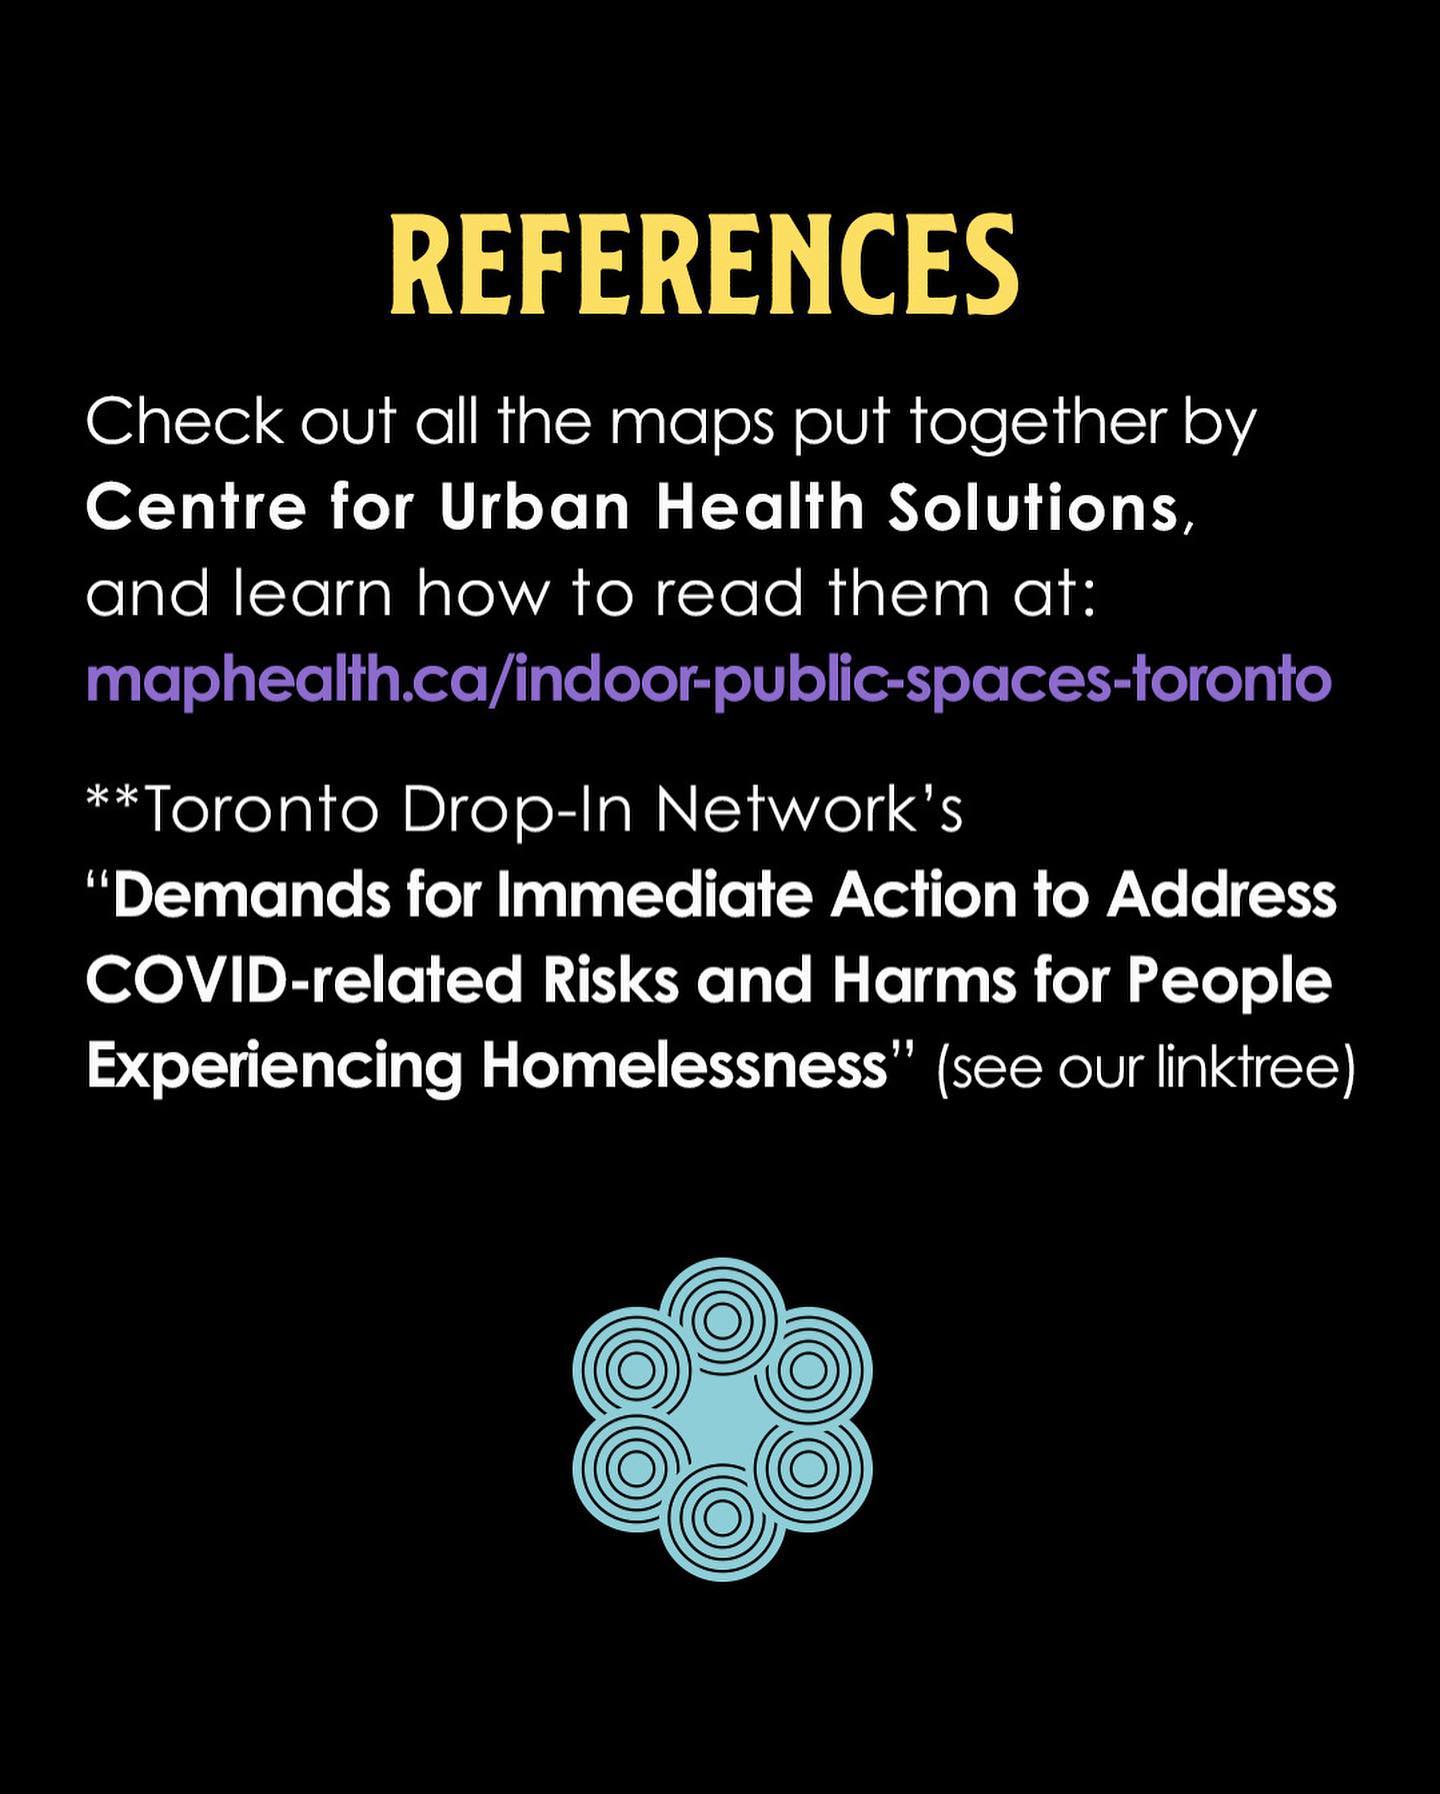 REFERENCES
Check out all the maps put together by
Centre for Urban Health Solutions,
and learn how to read them at:
maphealth.ca/indoor-public-spaces-toronto
**Toronto Drop-In Network’s
“Demands for Immediate Action to Address
COVID-related Risks and Harms for People
Experiencing Homelessness” (see our linktree)